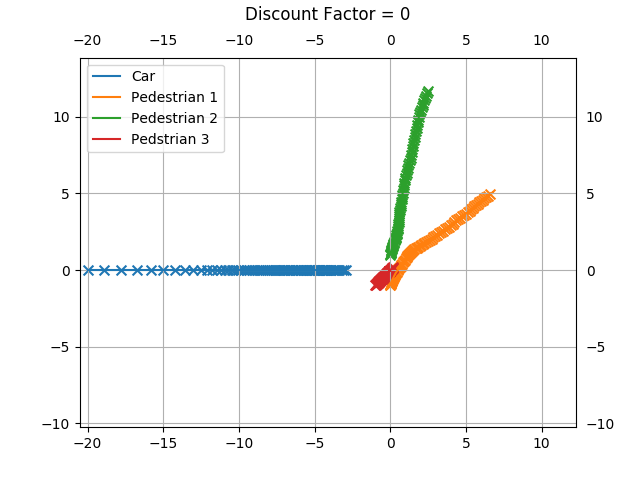 Discount Factor = 0
−20 −15 −10 −5 0 5 10
Car
Pedestrian 1
Pedestrian 2
Pedstrian 3
10 10
5 5
0 0
−5 −5
−10 −10
−20 −15 −10 −5 0 5 10